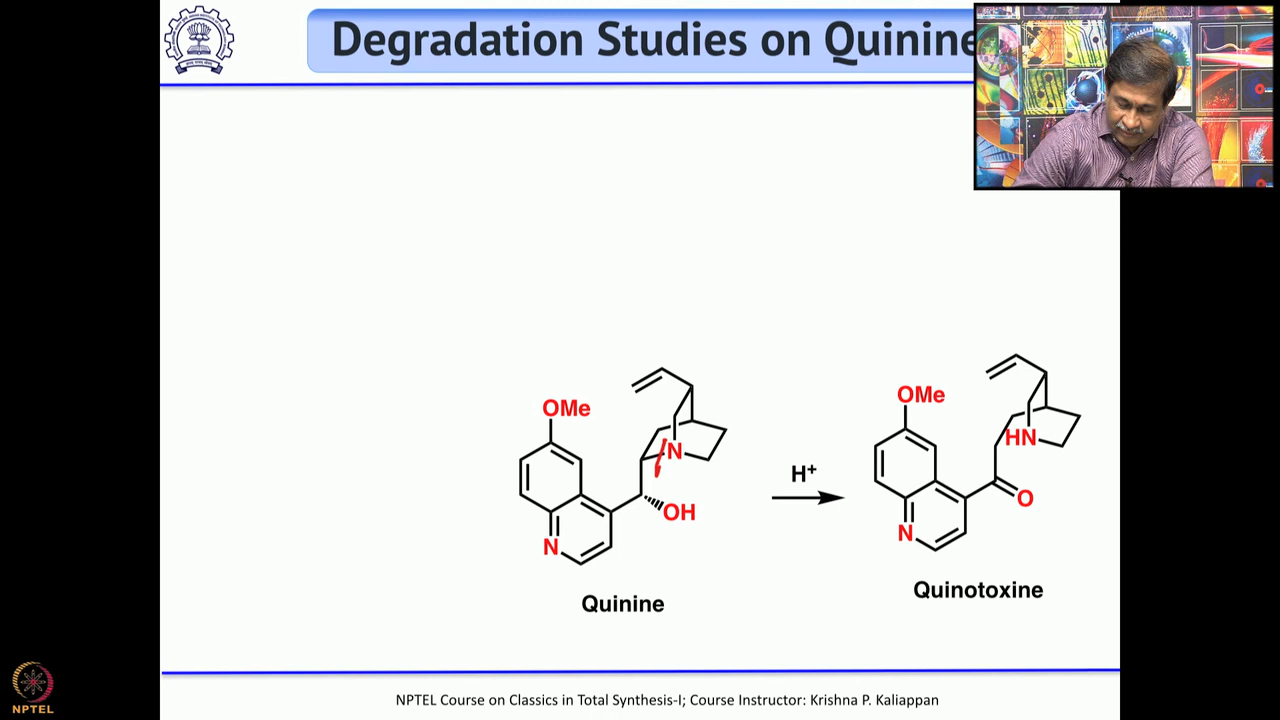 Degradation Studies on Quinine
OMe
N
OH
N
Quinine
H+
OMe
HN
O
N
Quinotoxine
NPTEL Course on Classics in Total Synthesis-I; Course Instructor: Krishna P. Kaliappan
NPTEL